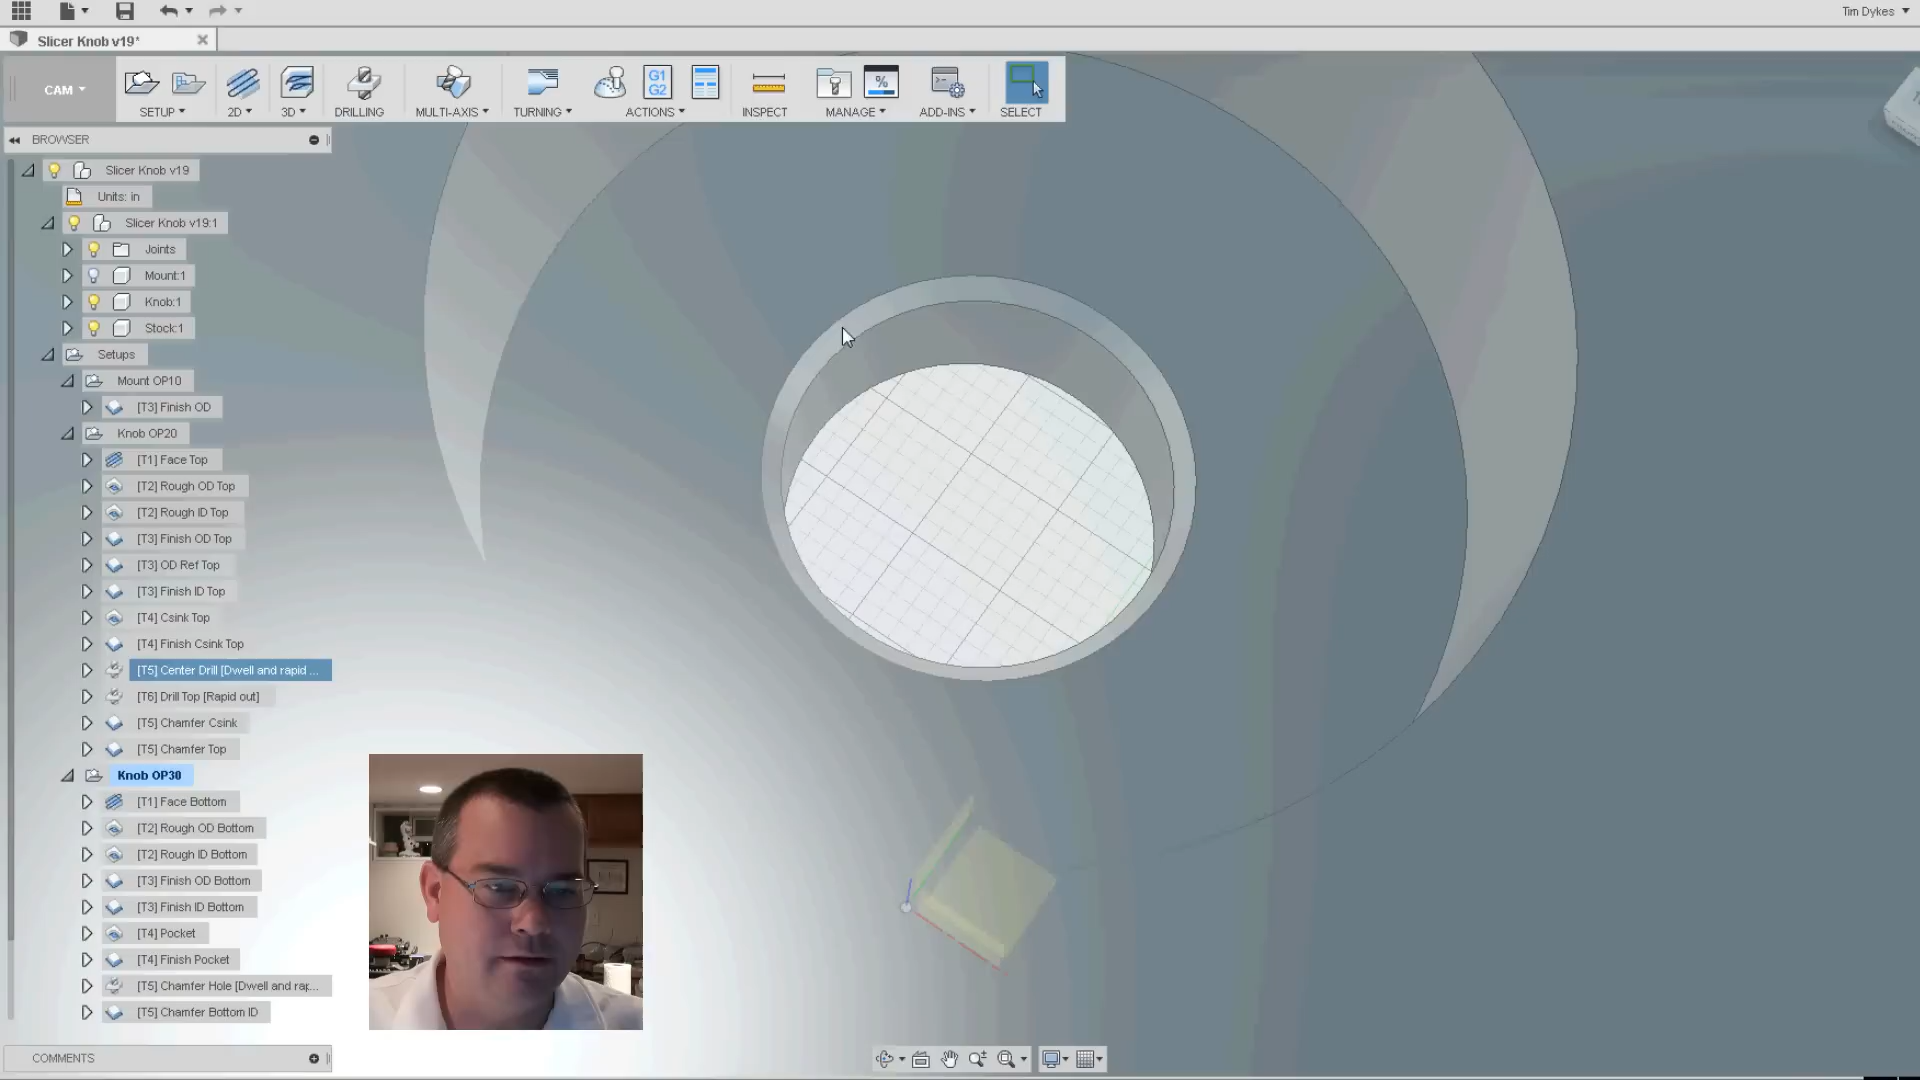 Tim Dykes
Slicer Knob v19*
CAM
SETUP
2D
3D
DRILLING
MULTI-AXIS
TURNING
G1
G2
ACTIONS
INSPECT
%
MANAGE
ADD-INS
SELECT
BROWSER
Slicer Knob v19
Units: in
Slicer Knob v19:1
Joints
Mount:1
Knob:1
Stock:1
Setups
Mount OP10
[T3] Finish OD
Knob OP20
[T1] Face Top
[T2] Rough OD Top
[T2] Rough ID Top
[T3] Finish OD Top
[T3] OD Ref Top
[T3] Finish ID Top
[T4] Csink Top
[T4] Finish Csink Top
[T5] Center Drill [Dwell and rapid ...
[T6] Drill Top [Rapid out]
[T5] Chamfer Csink
[T5] Chamfer Top
Knob OP30
[T1] Face Bottom
[T2] Rough OD Bottom
[T2] Rough ID Bottom
[T3] Finish OD Bottom
[T3] Finish ID Bottom
[T4] Pocket
[T4] Finish Pocket
[T5] Chamfer Hole [Dwell and rap...
[T5] Chamfer Bottom ID
COMMENTS